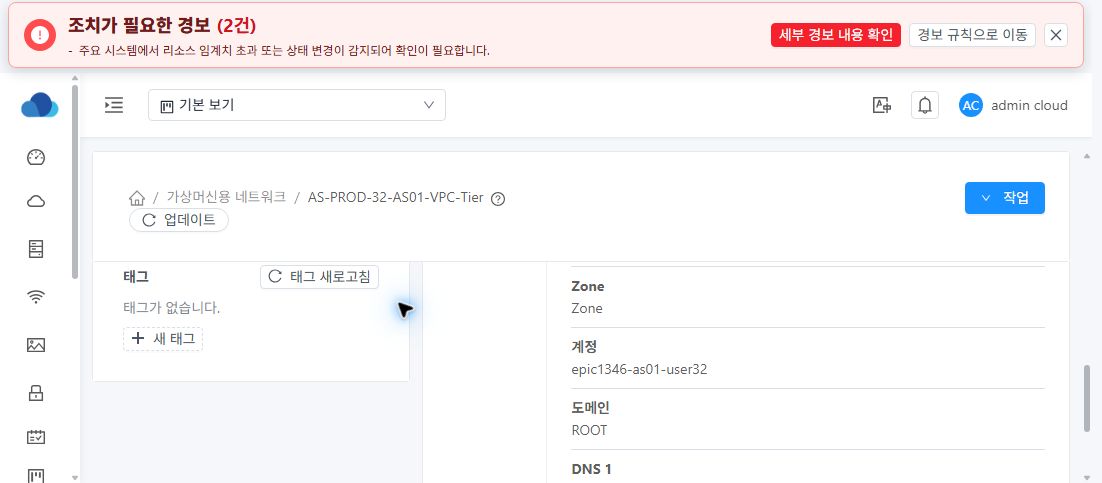 조치가 필요한 경보 (2건)
- 주요 시스템에서 리소스 임계치 초과 또는 상태 변경이 감지되어 확인이 필요합니다.
세부 경보 내용 확인
경보 규칙으로 이동
기본 보기
AC admin cloud
/ 가상머신용 네트워크 / AS-PROD-32-AS01-VPC-Tier
업데이트
작업
태그
태그 새로고침
태그가 없습니다.
+ 새 태그
Zone
Zone
계정
epic1346-as01-user32
도메인
ROOT
DNS 1